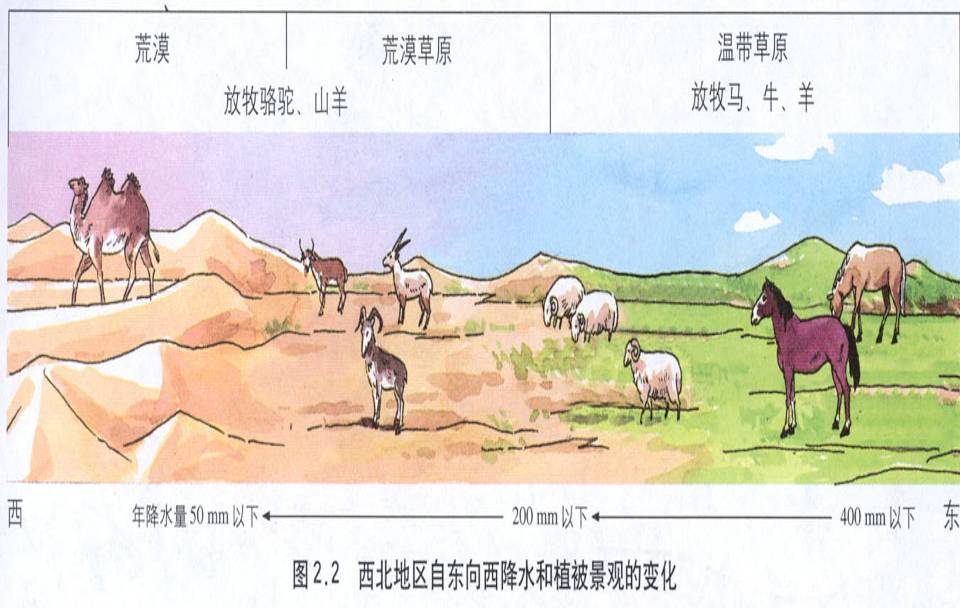 荒漠 荒漠草原 温带草原
放牧骆驼、山羊 放牧马、牛、羊
西 年降水量50 mm以下 200 mm以下 400 mm以下 东
图2.2 西北地区自东向西降水和植被景观的变化